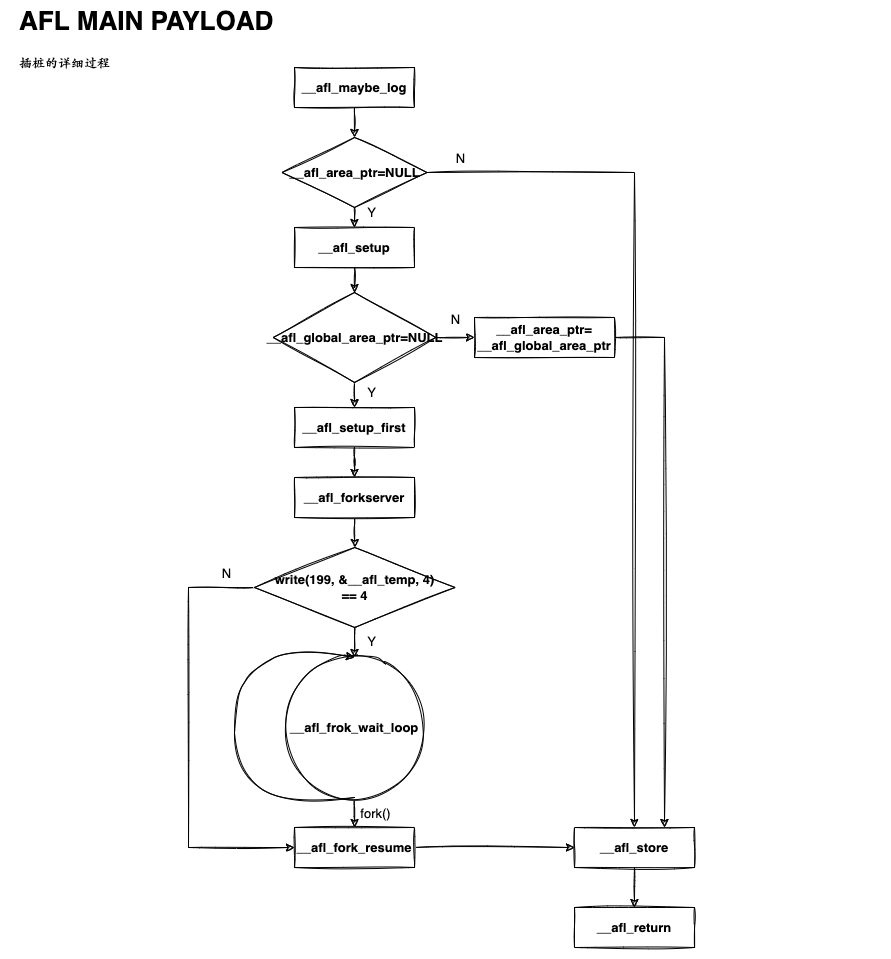 AFL MAIN PAYLOAD
插桩的详细过程
__afl_maybe_log
__afl_area_ptr=NULL
N
Y
__afl_setup
__afl_global_area_ptr=NULL
N
__afl_area_ptr=
__afl_global_area_ptr
Y
__afl_setup_first
__afl_forkserver
write(199, &__afl_temp, 4)
== 4
N
Y
__afl_frok_wait_loop
fork()
__afl_fork_resume
__afl_store
__afl_return